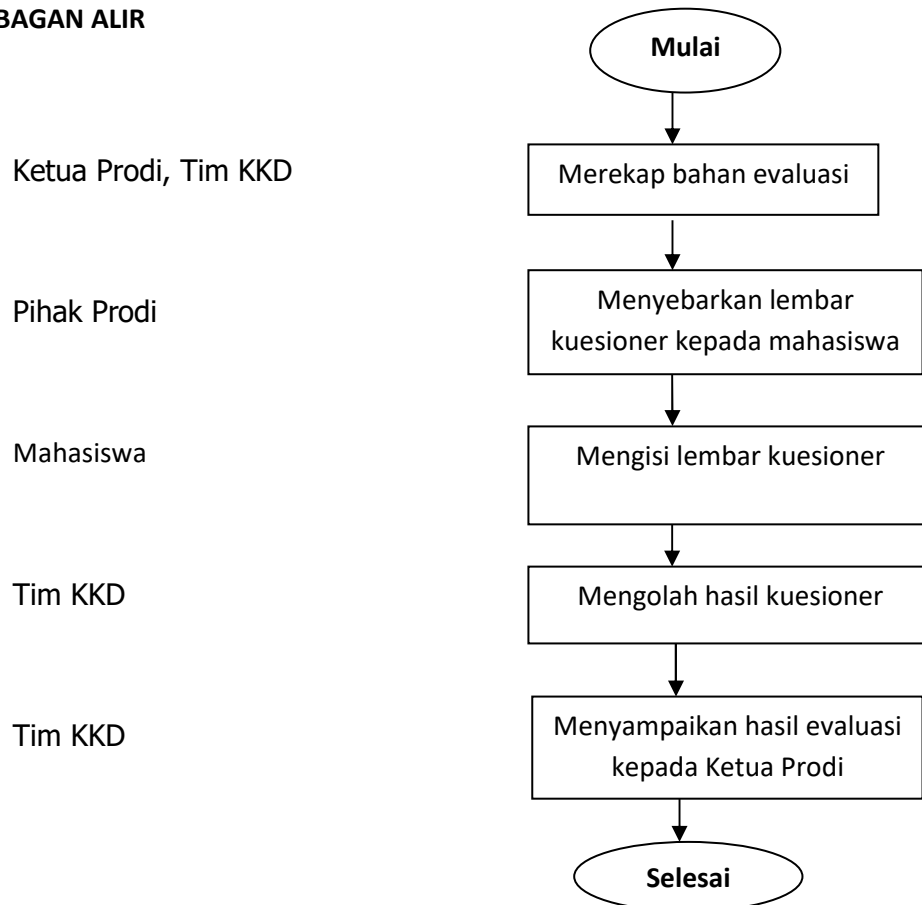 BAGAN ALIR
Mulai
Ketua Prodi, Tim KKD
Merekap bahan evaluasi
Pihak Prodi
Menyebarkan lembar
kuesioner kepada mahasiswa
Mahasiswa
Mengisi lembar kuesioner
Tim KKD
Mengolah hasil kuesioner
Tim KKD
Menyampaikan hasil evaluasi
kepada Ketua Prodi
Selesai